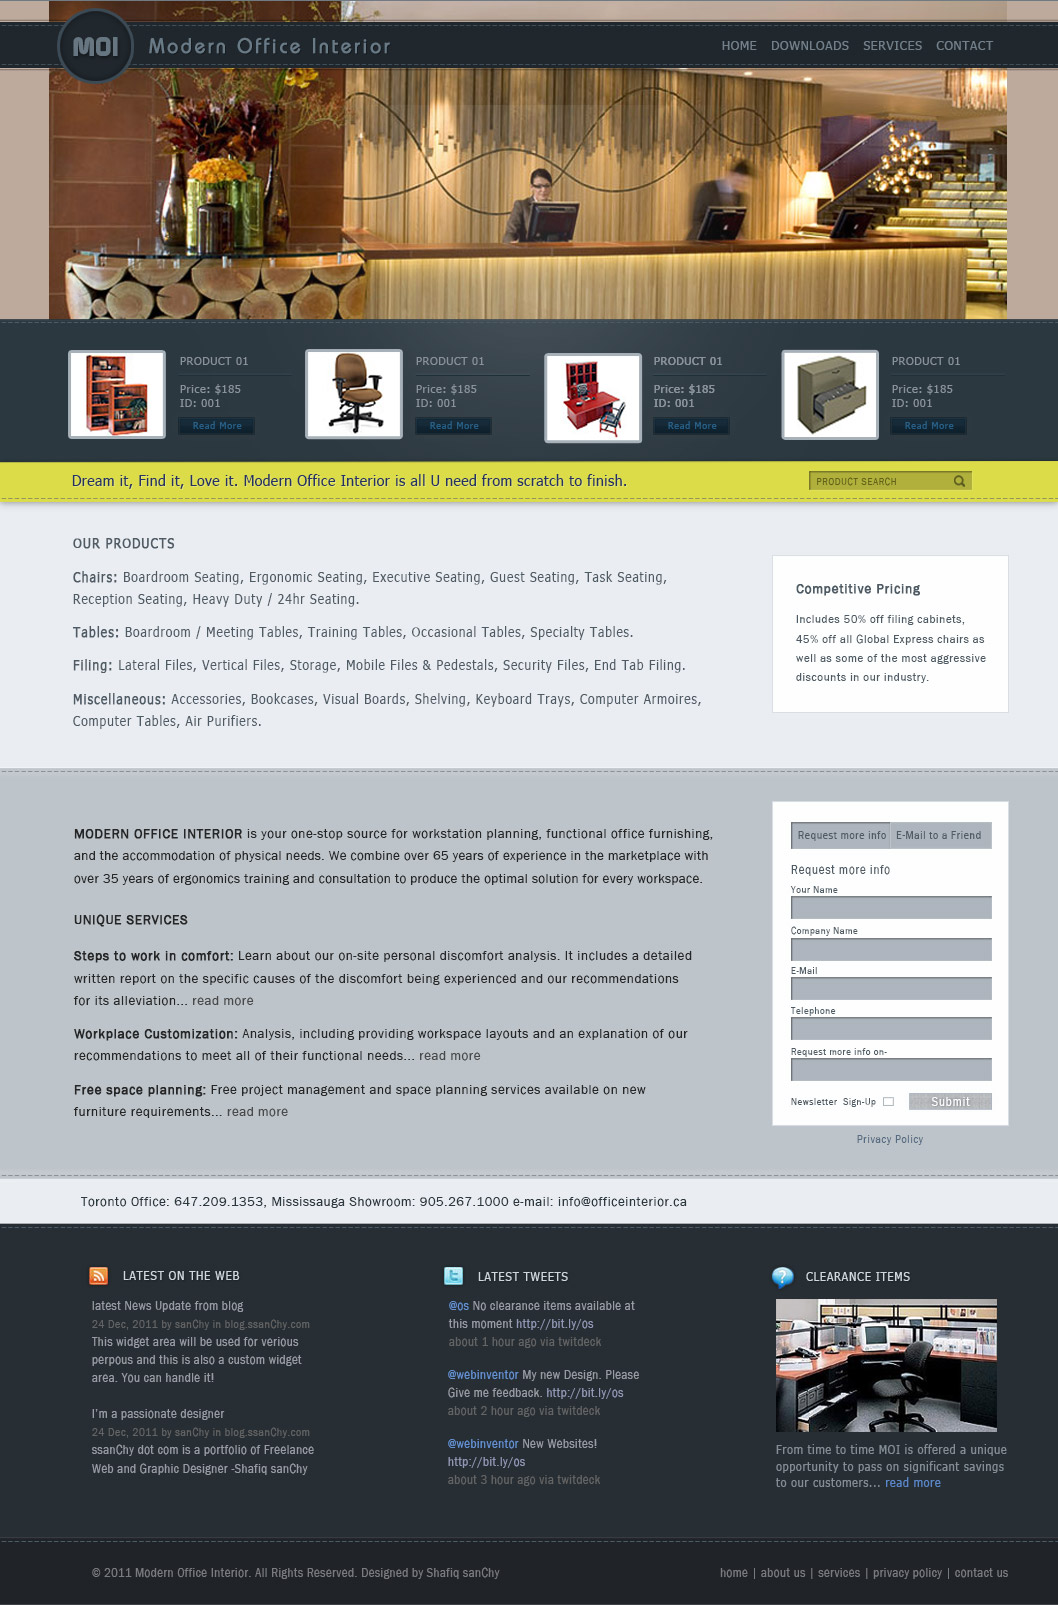 MOI Modern Office Interior
HOME DOWNLOADS SERVICES CONTACT
PRODUCT 01
Price: $185
ID: 001
Read More
PRODUCT 01
Price: $185
ID: 001
Read More
PRODUCT 01
Price: $185
ID: 001
Read More
PRODUCT 01
Price: $185
ID: 001
Read More
Dream it, Find it, Love it. Modern Office Interior is all U need from scratch to finish.
PRODUCT SEARCH
OUR PRODUCTS
Chairs: Boardroom Seating, Ergonomic Seating, Executive Seating, Guest Seating, Task Seating,
Reception Seating, Heavy Duty / 24hr Seating.
Tables: Boardroom / Meeting Tables, Training Tables, Occasional Tables, Specialty Tables.
Filing: Lateral Files, Vertical Files, Storage, Mobile Files & Pedestals, Security Files, End Tab Filing.
Miscellaneous: Accessories, Bookcases, Visual Boards, Shelving, Keyboard Trays, Computer Armoires,
Computer Tables, Air Purifiers.
Competitive Pricing
Includes 50% off filing cabinets,
45% off all Global Express chairs as
well as some of the most aggressive
discounts in our industry.
MODERN OFFICE INTERIOR is your one-stop source for workstation planning, functional office furnishing,
and the accommodation of physical needs. We combine over 65 years of experience in the marketplace with
over 35 years of ergonomics training and consultation to produce the optimal solution for every workspace.
UNIQUE SERVICES
Steps to work in comfort: Learn about our on-site personal discomfort analysis. It includes a detailed
written report on the specific causes of the discomfort being experienced and our recommendations
for its alleviation... read more
Workplace Customization: Analysis, including providing workspace layouts and an explanation of our
recommendations to meet all of their functional needs... read more
Free space planning: Free project management and space planning services available on new
furniture requirements... read more
Request more info E-Mail to a Friend
Request more info
Your Name
Company Name
E-Mail
Telephone
Request more info on-
Newsletter Sign-Up
Submit
Privacy Policy
Toronto Office: 647.209.1353, Mississauga Showroom: 905.267.1000 e-mail: info@officeinterior.ca
LATEST ON THE WEB
latest News Update from blog
24 Dec, 2011 by sanChy in blog.ssanChy.com
This widget area will be used for verious
perpous and this is also a custom widget
area. You can handle it!
I'm a passionate designer
24 Dec, 2011 by sanChy in blog.ssanChy.com
ssanChy dot com is a portfolio of Freelance
Web and Graphic Designer -Shafiq sanChy
LATEST TWEETS
@os No clearance items available at
this moment http://bit.ly/os
about 1 hour ago via twitdeck
@webinventor My new Design. Please
Give me feedback. http://bit.ly/os
about 2 hour ago via twitdeck
@webinventor New Websites!
http://bit.ly/os
about 3 hour ago via twitdeck
CLEARANCE ITEMS
From time to time MOI is offered a unique
opportunity to pass on significant savings
to our customers... read more
© 2011 Modern Office Interior. All Rights Reserved. Designed by Shafiq sanChy
home | about us | services | privacy policy | contact us